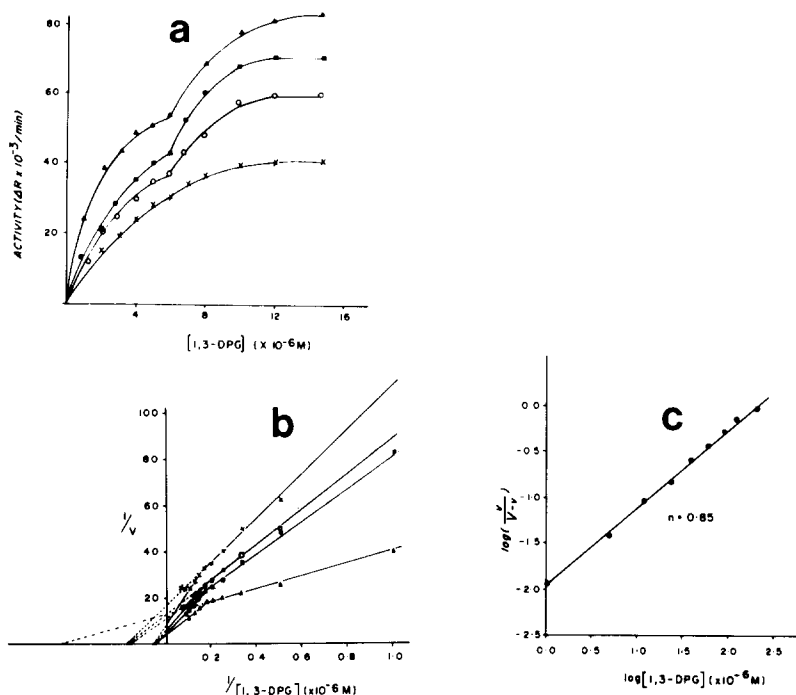 a
80
60
40
20
ACTIVITY (ΔR x 10-3/min)
4 8 12 16
[1,3-DPG] (X 10-6M)
b
100
80
60
40
20
1/v
0.2 0.4 0.6 0.8 1.0
1/[1,3-DPG] (x10-6M)
c
0.0
-0.5
-1.0
-1.5
-2.0
-2.5
log(v/V-v)
n = 0.85
0.0 0.5 1.0 1.5 2.0 2.5
log[1,3-DPG] (x10-6M)